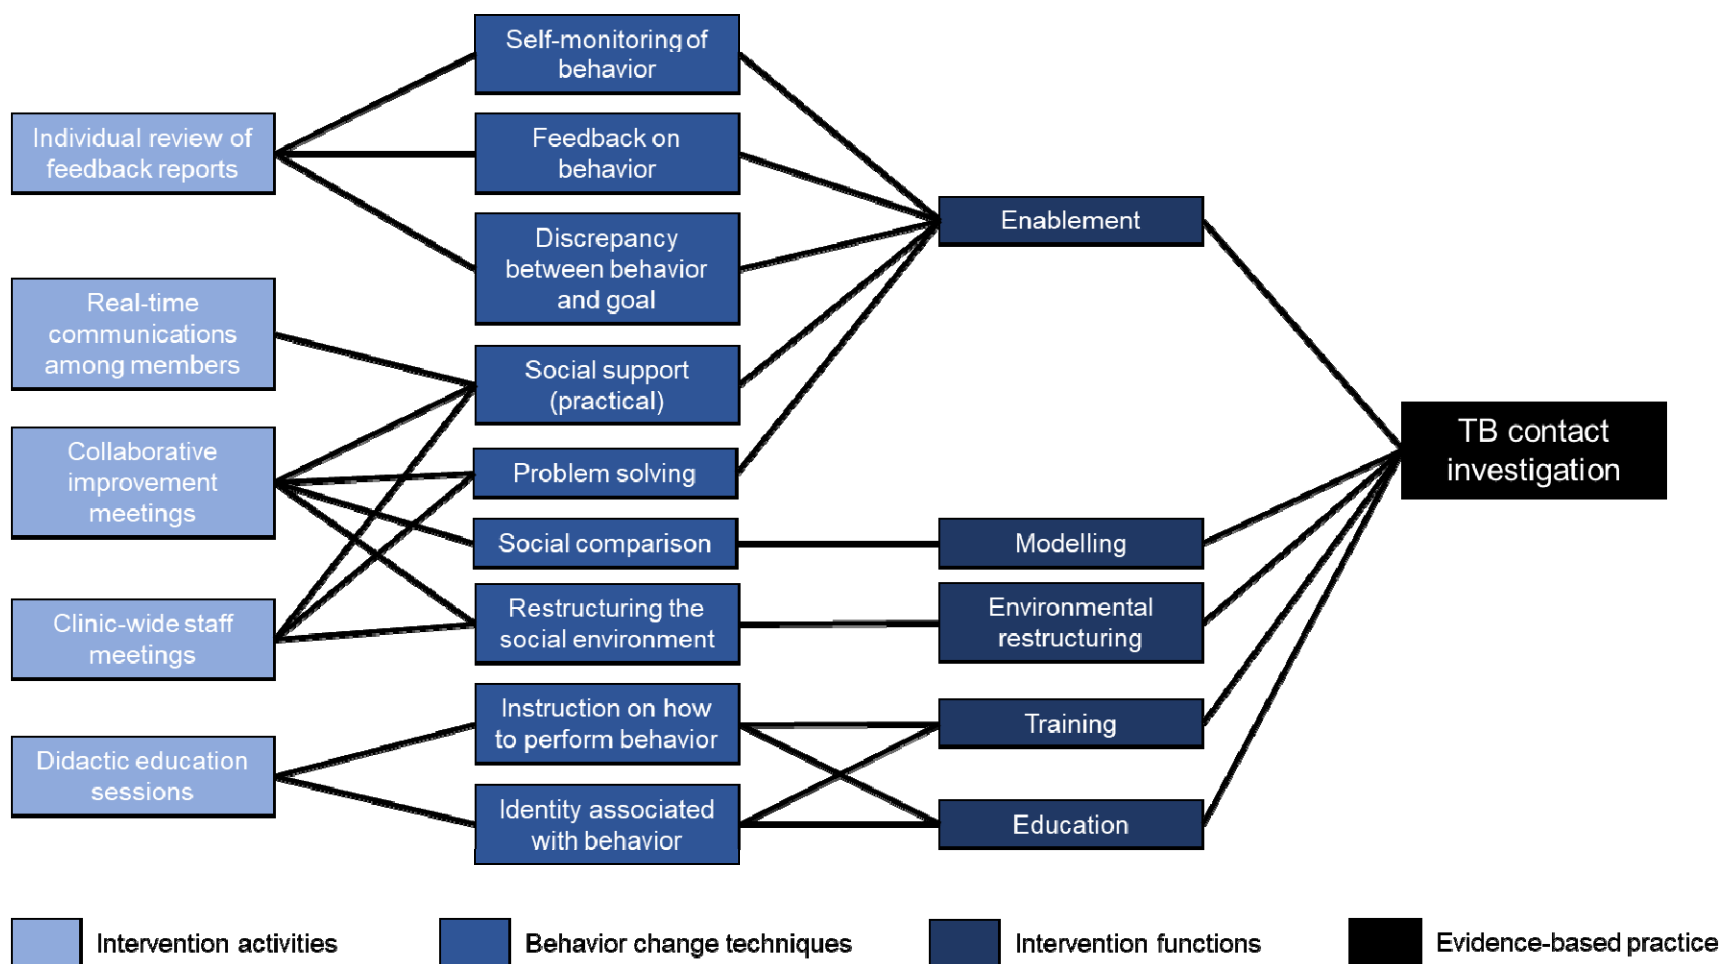 Individual review of
feedback reports
Real-time
communications
among members
Collaborative
improvement
meetings
Clinic-wide staff
meetings
Didactic education
sessions
Self-monitoring of
behavior
Feedback on
behavior
Discrepancy
between behavior
and goal
Social support
(practical)
Problem solving
Social comparison
Restructuring the
social environment
Instruction on how
to perform behavior
Identity associated
with behavior
Enablement
Modelling
Environmental
restructuring
Training
Education
TB contact
investigation
Intervention activities
Behavior change techniques
Intervention functions
Evidence-based practice